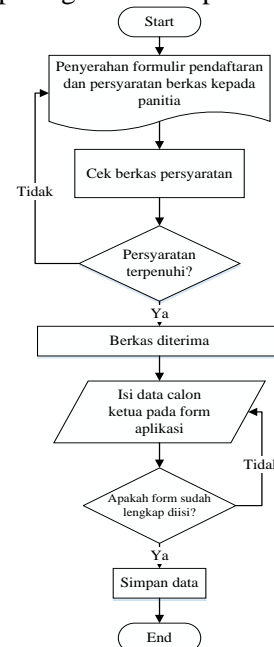 Start
Penyerahan formulir pendaftaran
dan persyaratan berkas kepada
panitia
Cek berkas persyaratan
Tidak
Persyaratan
terpenuhi?
Ya
Berkas diterima
Isi data calon
ketua pada form
aplikasi
Tidak
Apakah form sudah
lengkap diisi?
Ya
Simpan data
End